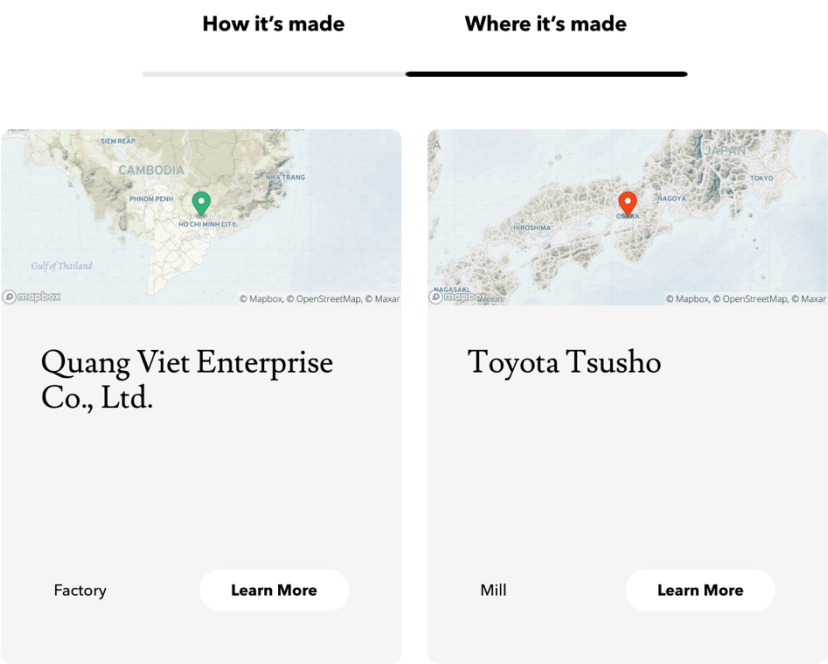 How it’s made
Where it’s made
SIEM REAP
CAMBODIA
NHA TRANG
PHNOM PENH
HO CHI MINH CITY
Gulf of Thailand
mapbox
© Mapbox, © OpenStreetMap, © Maxar
JAPAN
TOKYO
NAGOYA
OSAKA
HIROSHIMA
NAGASAKI
mapbox
© Mapbox, © OpenStreetMap, © Maxar
Quang Viet Enterprise
Co., Ltd.
Factory
Learn More
Toyota Tsusho
Mill
Learn More